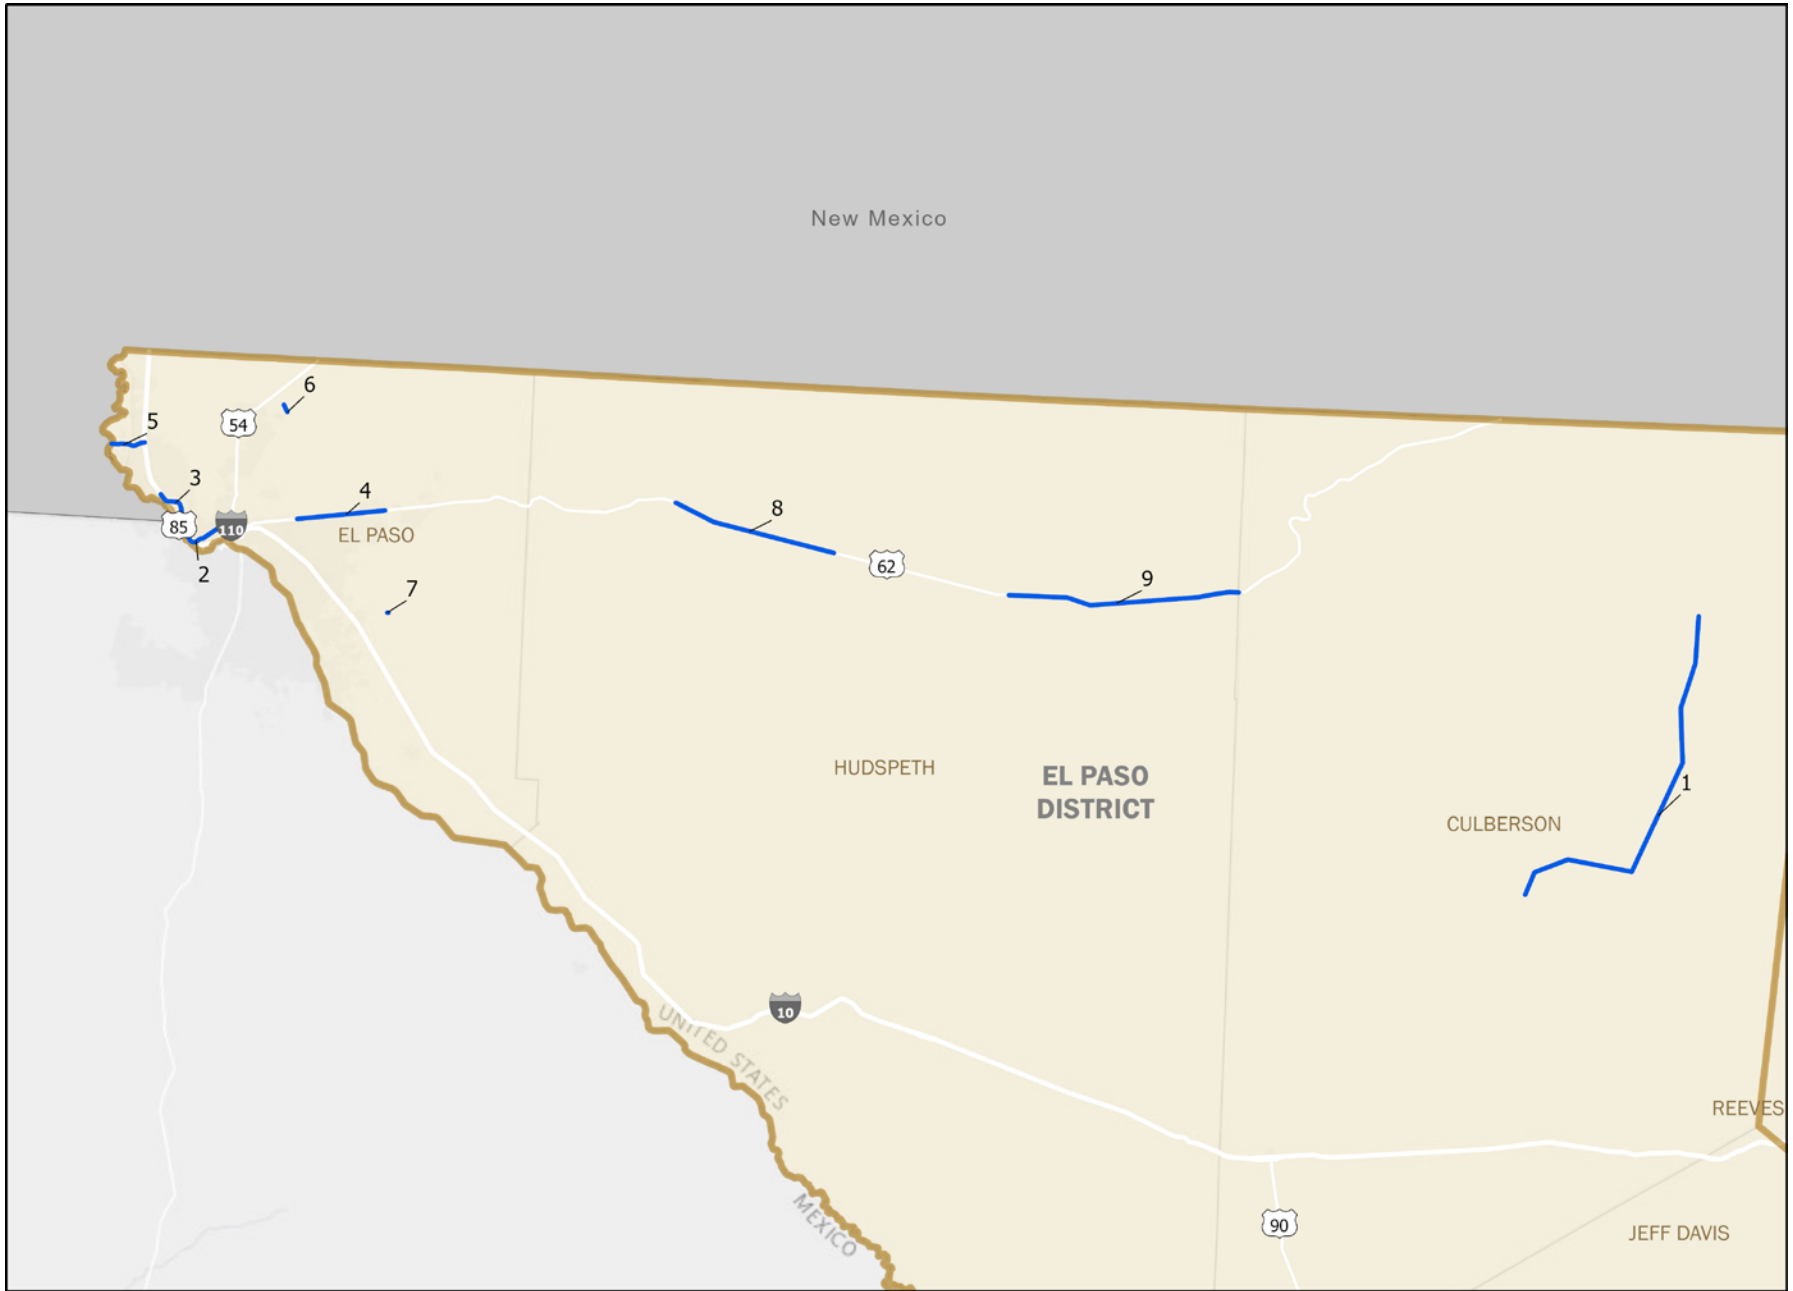 New Mexico
6
5
54
3
4
8
85
110
EL PASO
62
2
9
7
HUDSPETH
EL PASO
DISTRICT
1
CULBERSON
10
UNITED STATES
REEVES
MEXICO
90
JEFF DAVIS